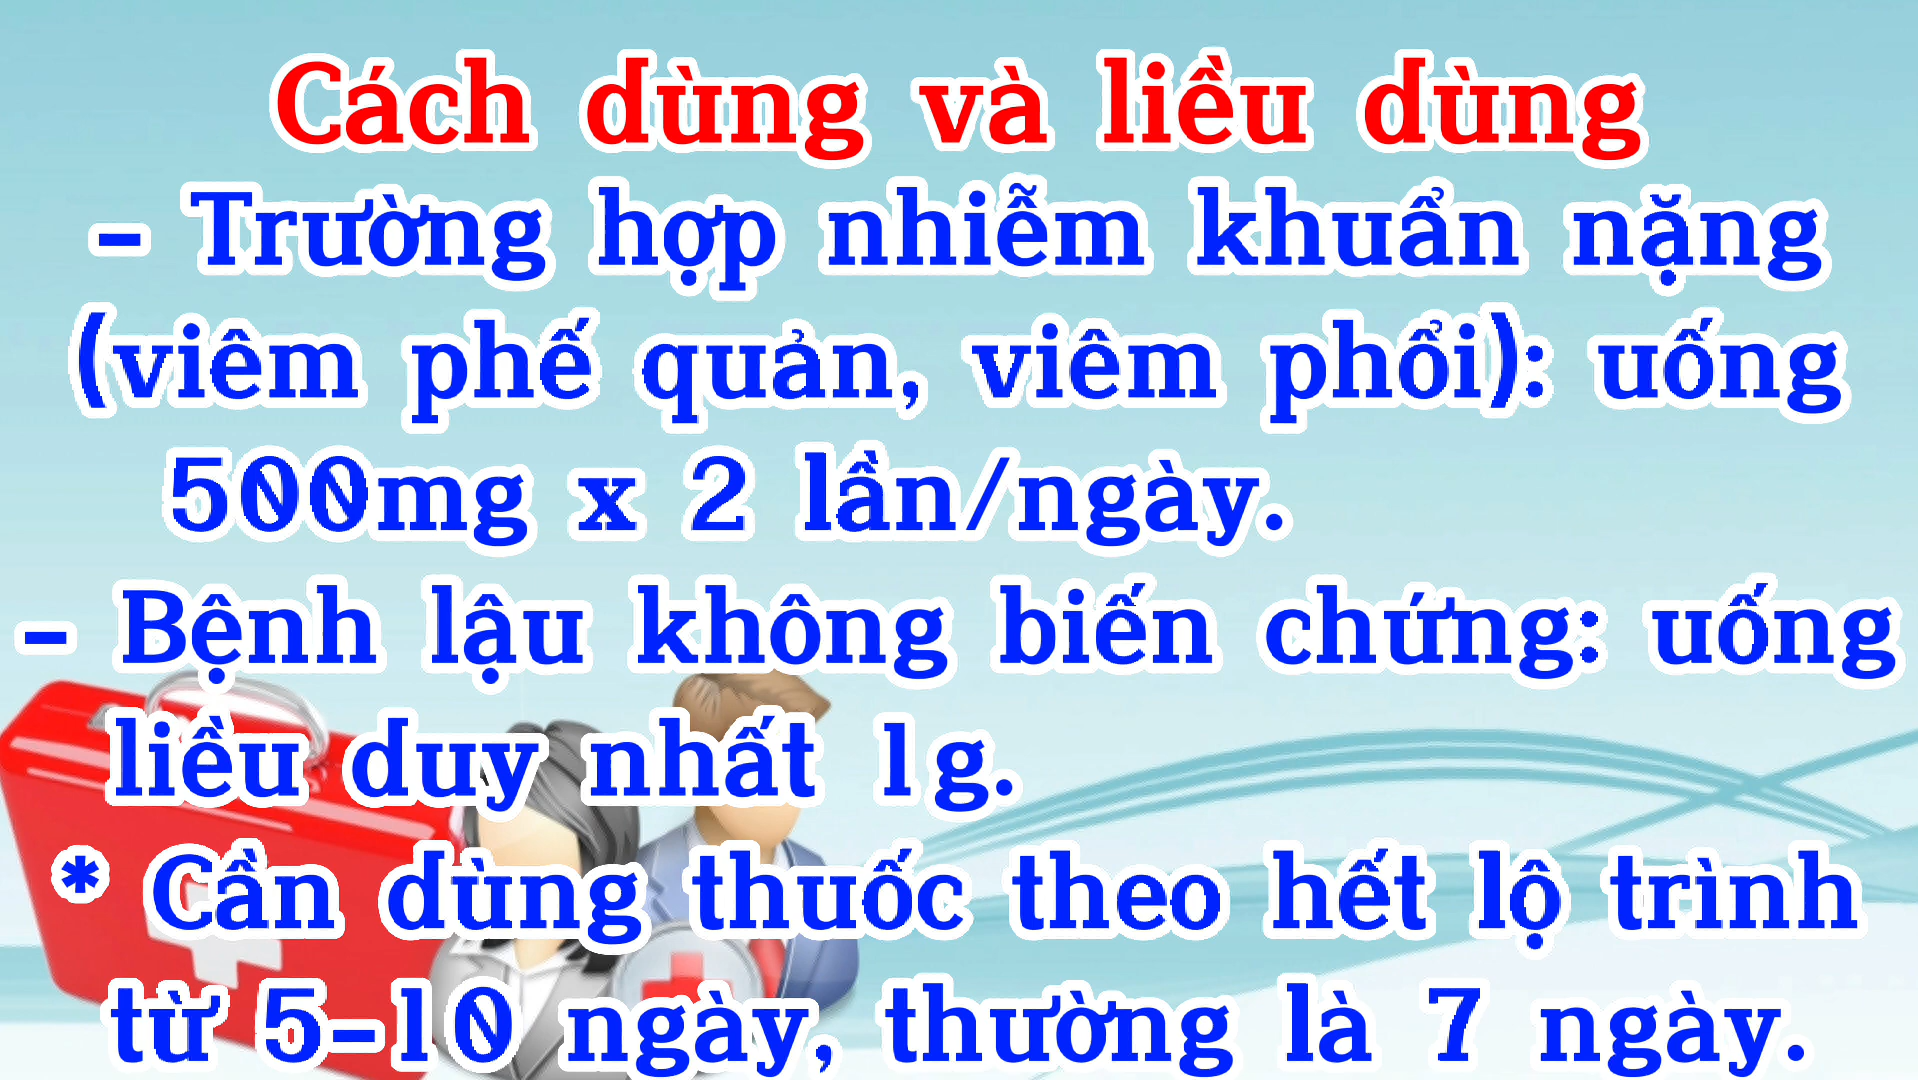 Cách dùng và liều dùng
- Trường hợp nhiễm khuẩn nặng
(viêm phế quản, viêm phổi): uống
500mg x 2 lần/ngày.
- Bệnh lậu không biến chứng: uống
liều duy nhất 1g.
* Cần dùng thuốc theo hết lộ trình
từ 5-10 ngày, thường là 7 ngày.